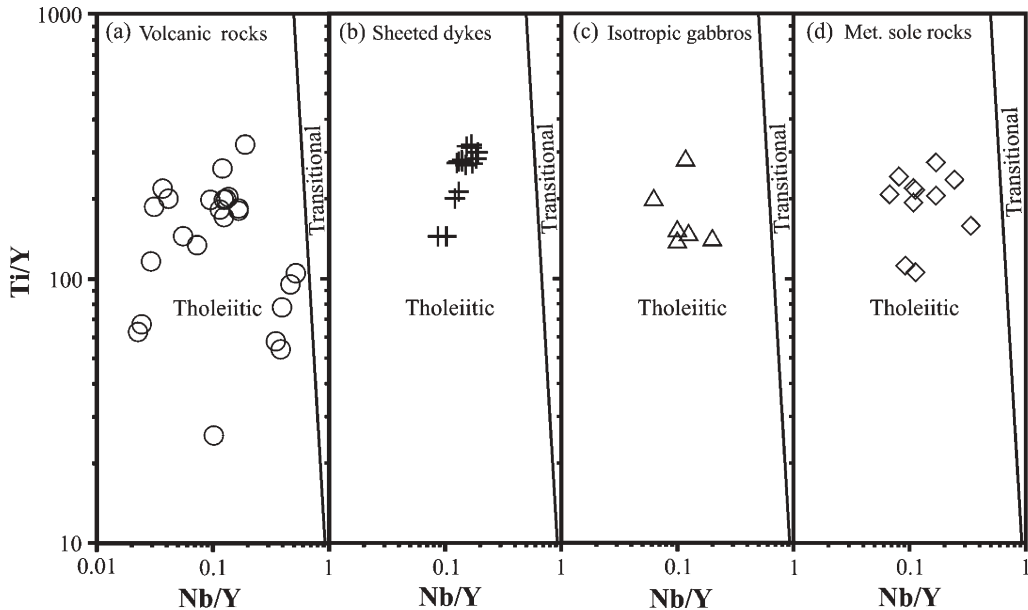 1000
(a) Volcanic rocks
(b) Sheeted dykes
(c) Isotropic gabbros
(d) Met. sole rocks
Transitional
Transitional
Transitional
Transitional
Ti/Y
100
Tholeiitic
Tholeiitic
Tholeiitic
Tholeiitic
10
0.01
0.1
1
0.1
1
0.1
1
0.1
1
Nb/Y
Nb/Y
Nb/Y
Nb/Y